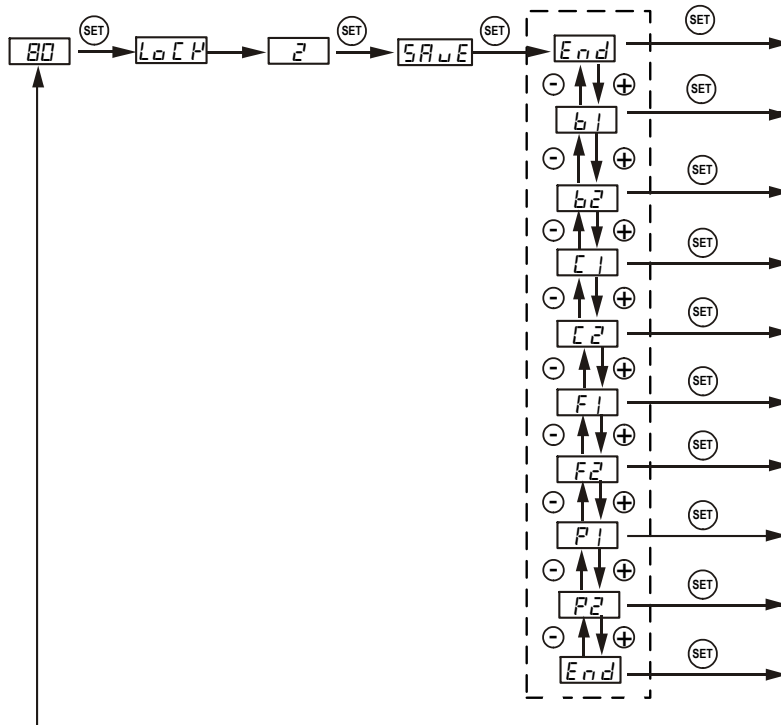 80 SET LoCK 2 SET SAvE SET End SET
- +
b1 SET
- +
b2 SET
- +
C1 SET
- +
C2 SET
- +
F1 SET
- +
F2 SET
- +
P1 SET
- +
P2 SET
- +
End SET